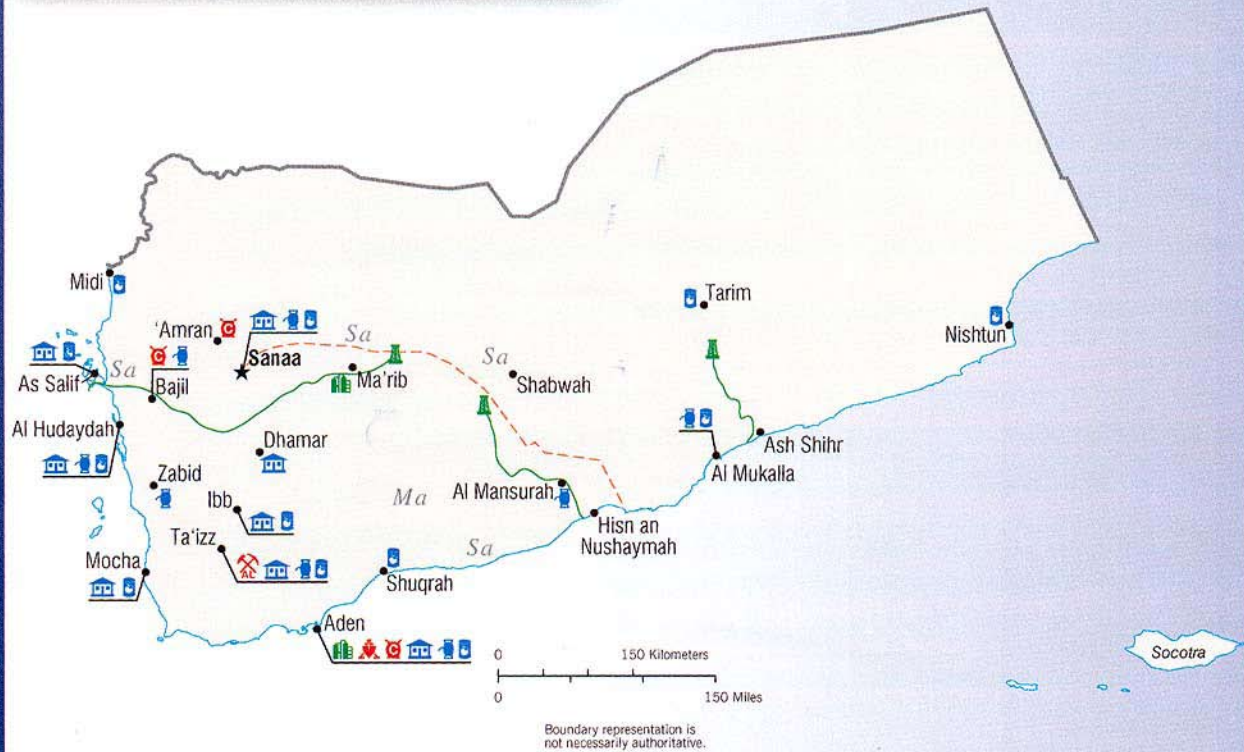 Midi
'Amran
C
Sa
Sanaa
Sa
Tarim
Nishtun
As Salif
Sa
C
Bajil
Ma'rib
Shabwah
Al Hudaydah
Dhamar
Ash Shihr
Al Mukalla
Zabid
Ibb
Ma
Al Mansurah
Hisn an
Nushaymah
Ta'izz
AL
Sa
Mocha
Shuqrah
Aden
C
0 150 Kilometers
0 150 Miles
Socotra
Boundary representation is
not necessarily authoritative.